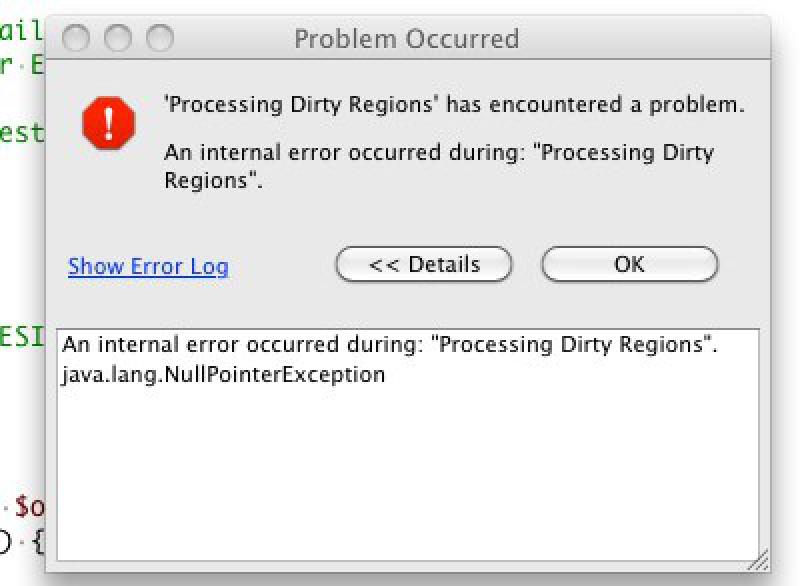 Problem Occurred
ail
r·E
'Processing Dirty Regions' has encountered a problem.
est
An internal error occurred during: "Processing Dirty
Regions".
Show Error Log
<< Details
OK
ESI
An internal error occurred during: "Processing Dirty Regions".
java.lang.NullPointerException
·$o
)·{